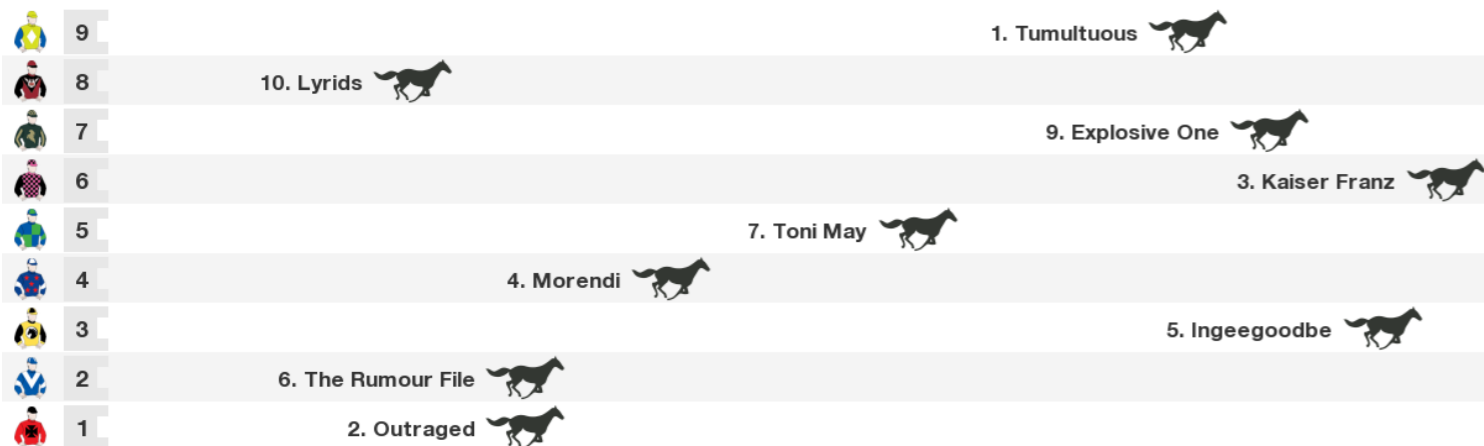 9 1. Tumultuous
8 10. Lyrids
7 9. Explosive One
6 3. Kaiser Franz
5 7. Toni May
4 4. Morendi
3 5. Ingeegoodbe
2 6. The Rumour File
1 2. Outraged